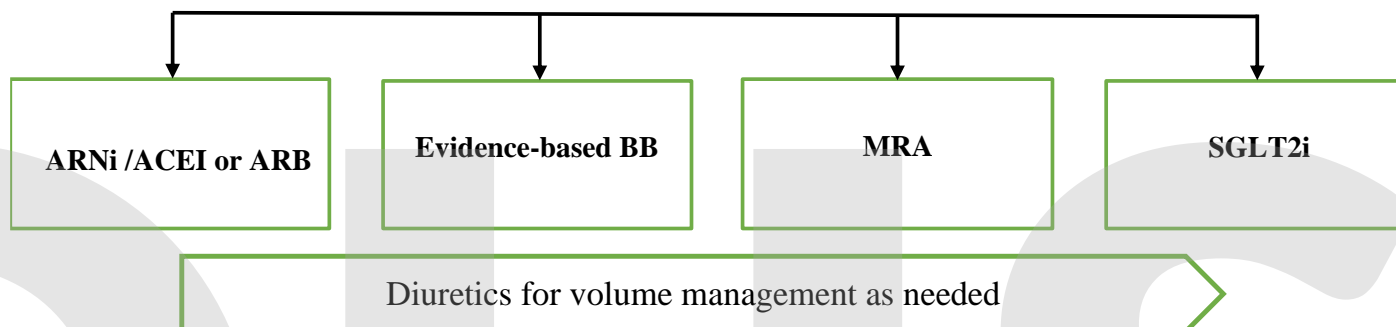 ARNi /ACEI or ARB
Evidence-based BB
MRA
SGLT2i
Diuretics for volume management as needed